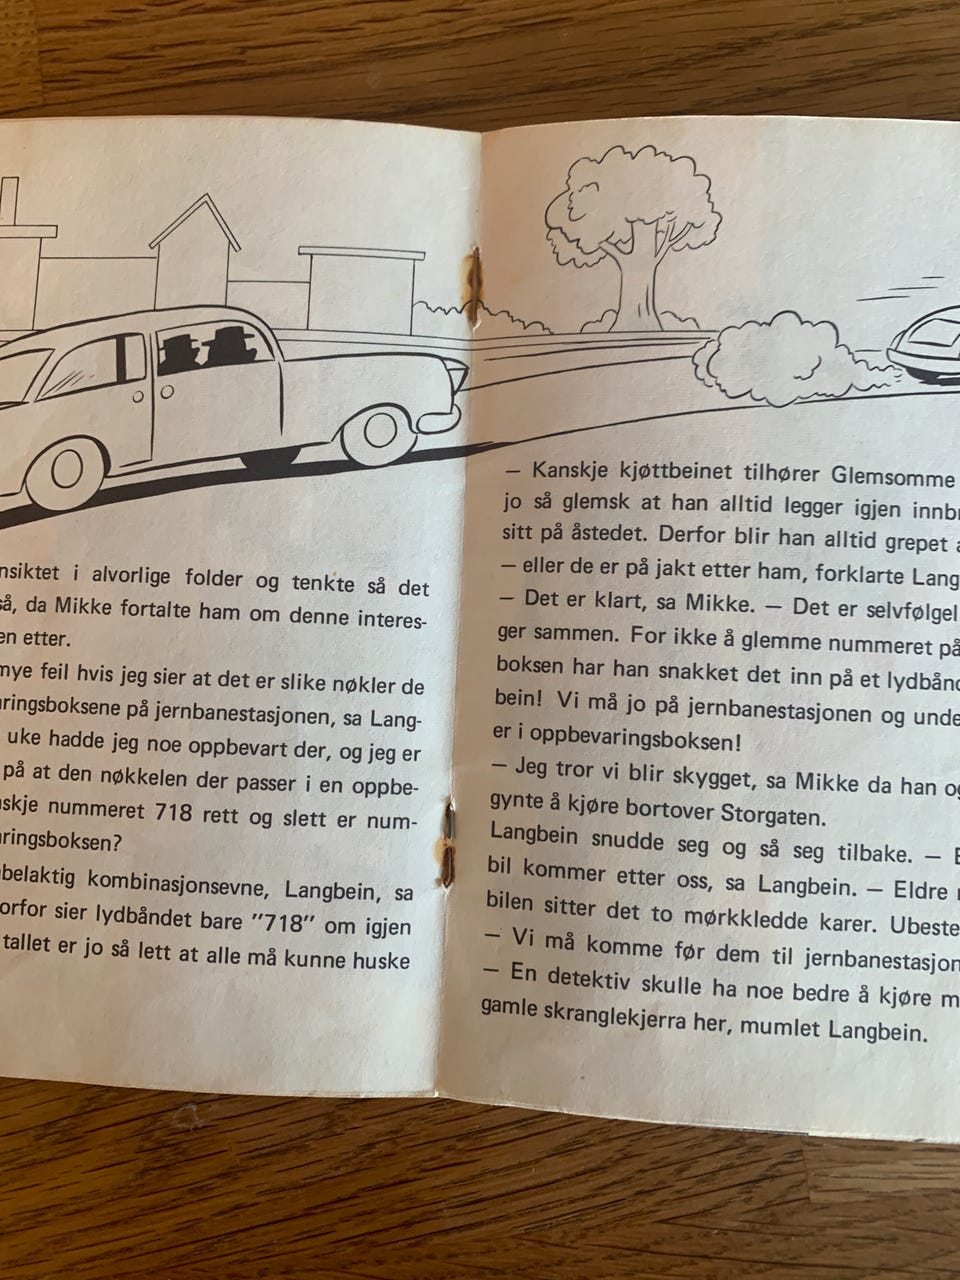 nsiktet i alvorlige folder og tenkte så det
så, da Mikke fortalte ham om denne interes-
en etter.
mye feil hvis jeg sier at det er slike nøkler de
aringsboksene på jernbanestasjonen, sa Lang-
uke hadde jeg noe oppbevart der, og jeg er
på at den nøkkelen der passer i en oppbe-
nskje nummeret 718 rett og slett er num-
aringsboksen?
belaktig kombinasjonsevne, Langbein, sa
orfor sier lydbåndet bare "718" om igjen
tallet er jo så lett at alle må kunne huske
— Kanskje kjøttbeinet tilhører Glemsomme
jo så glemsk at han alltid legger igjen innb
sitt på åstedet. Derfor blir han alltid grepet a
— eller de er på jakt etter ham, forklarte Lang
— Det er klart, sa Mikke. — Det er selvfølgel
ger sammen. For ikke å glemme nummeret på
boksen har han snakket det inn på et lydbånd
bein! Vi må jo på jernbanestasjonen og unde
er i oppbevaringsboksen!
— Jeg tror vi blir skygget, sa Mikke da han og
gynte å kjøre bortover Storgaten.
Langbein snudde seg og så seg tilbake. — E
bil kommer etter oss, sa Langbein. — Eldre
bilen sitter det to mørkkledde karer. Ubeste
— Vi må komme før dem til jernbanestasjon
— En detektiv skulle ha noe bedre å kjøre m
gamle skranglekjerra her, mumlet Langbein.